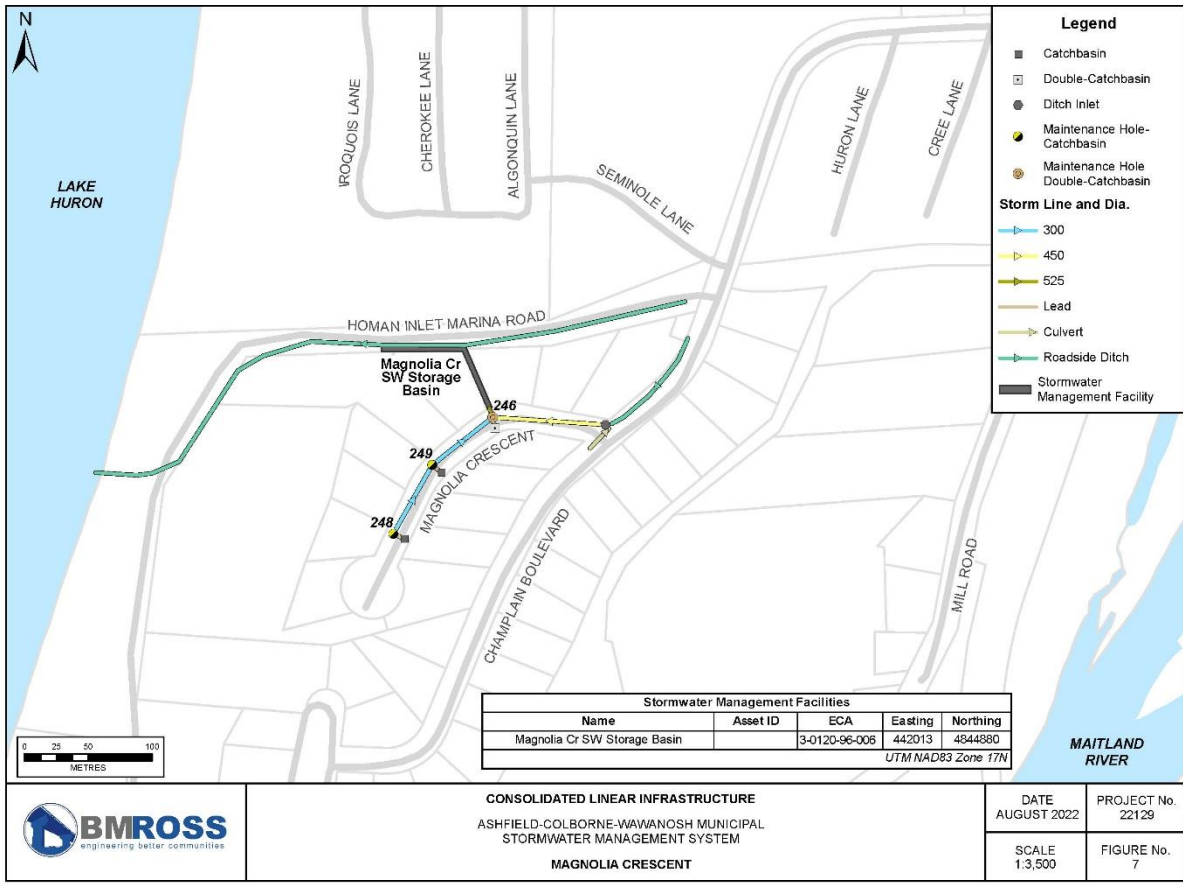 N
LAKE
HURON
IROQUOIS LANE
CHEROKEE LANE
ALGONQUIN LANE
SEMINOLE LANE
HURON LANE
CREE LANE
HOMAN INLET MARINA ROAD
Magnolia Cr
SW Storage
Basin
246
249
248
MAGNOLIA CRESCENT
CHAMPLAIN BOULEVARD
MILL ROAD
MAITLAND
RIVER
Legend
Catchbasin
Double-Catchbasin
Ditch Inlet
Maintenance Hole-
Catchbasin
Maintenance Hole
Double-Catchbasin
Storm Line and Dia.
300
450
525
Lead
Culvert
Roadside Ditch
Stormwater
Management Facility
Stormwater Management Facilities
Name Asset ID ECA Easting Northing
Magnolia Cr SW Storage Basin 3-0120-96-006 442013 4844880
UTM NAD83 Zone 17N
0 25 50 100
METRES
BMROSS
engineering better communities
CONSOLIDATED LINEAR INFRASTRUCTURE
ASHFIELD-COLBORNE-WAWANOSH MUNICIPAL
STORMWATER MANAGEMENT SYSTEM
MAGNOLIA CRESCENT
DATE
AUGUST 2022
PROJECT No.
22129
SCALE
1:3,500
FIGURE No.
7